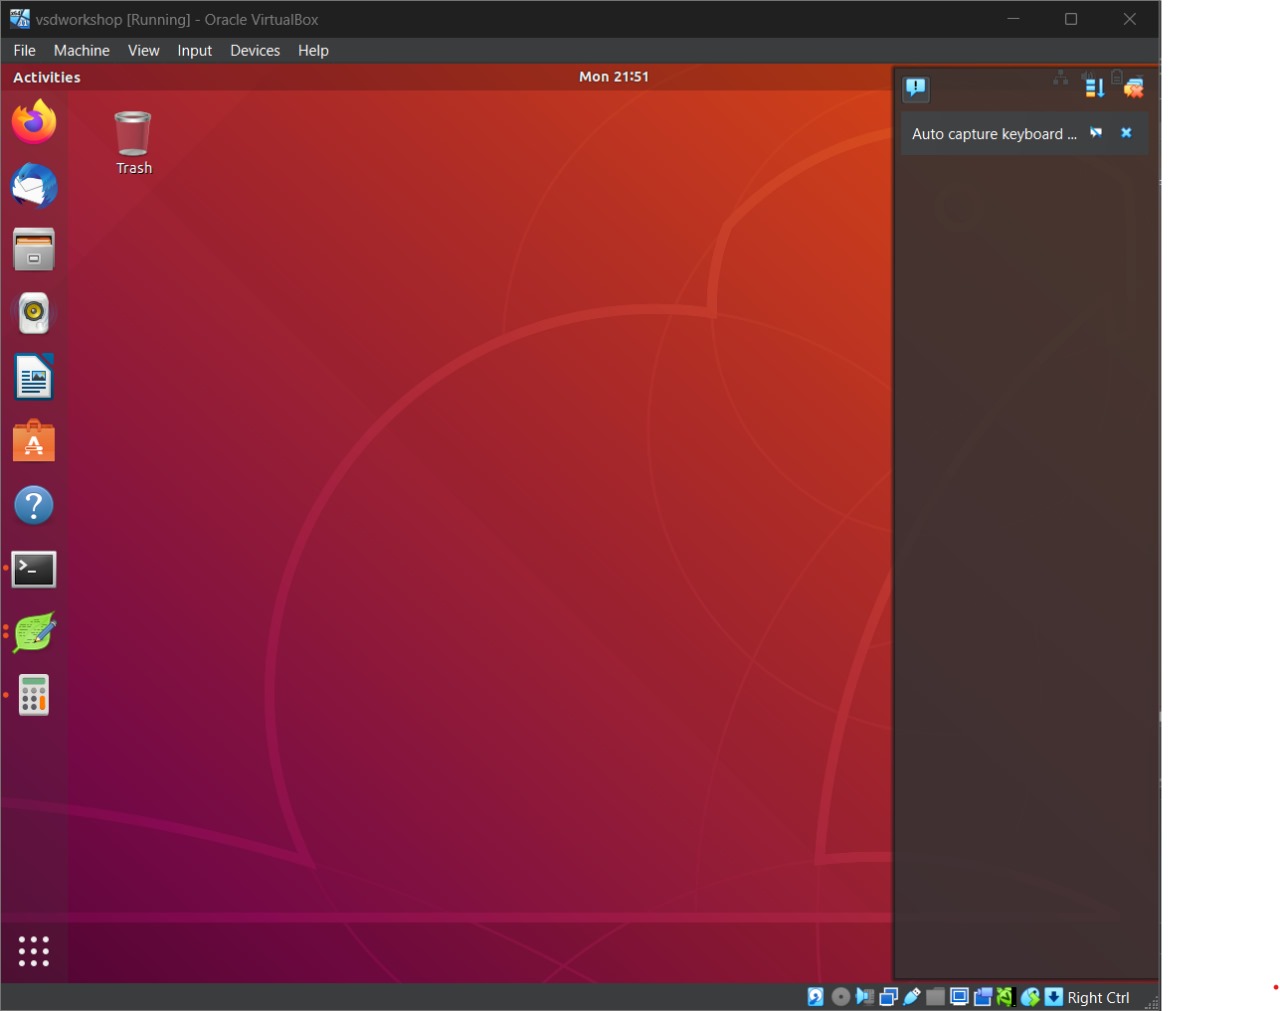 vsdworkshop [Running] - Oracle VirtualBox
File Machine View Input Devices Help
Activities
Mon 21:51
Trash
Auto capture keyboard ...
Right Ctrl